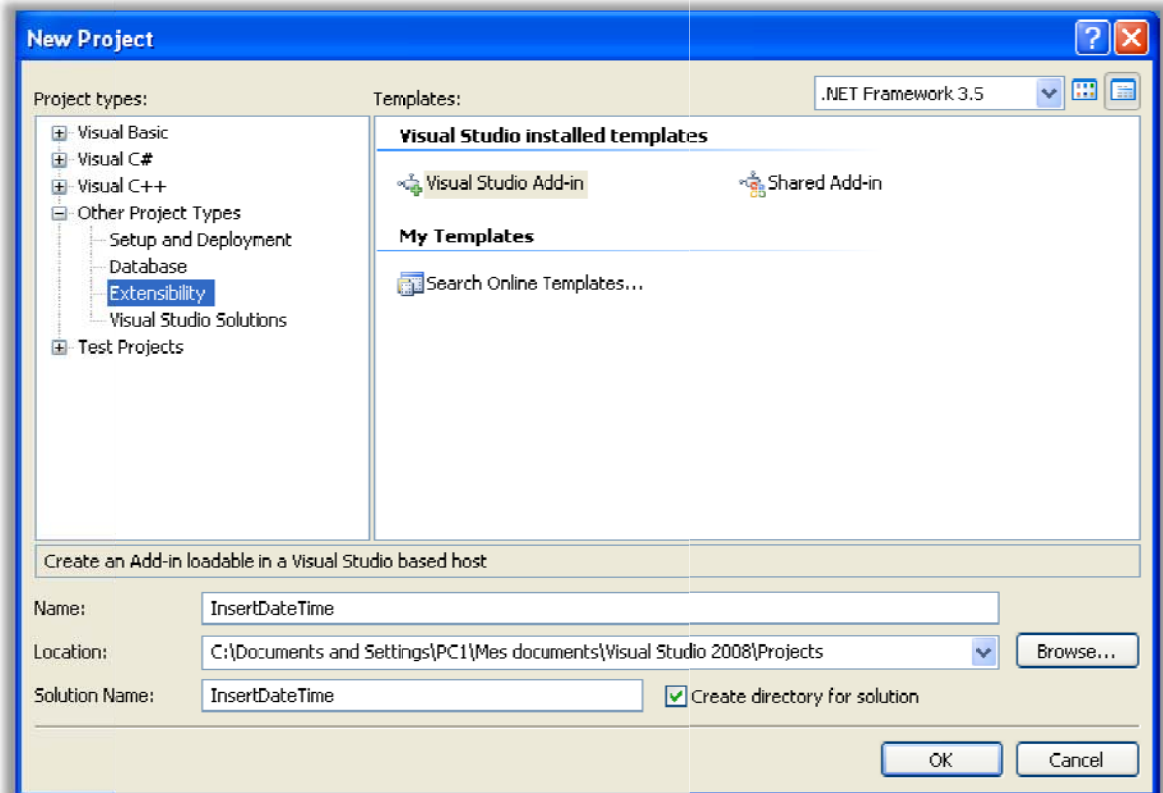 New Project
Project types:
Templates:
.NET Framework 3.5
Visual Basic
Visual C#
Visual C++
Other Project Types
Setup and Deployment
Database
Extensibility
Visual Studio Solutions
Test Projects
Visual Studio installed templates
Visual Studio Add-in
Shared Add-in
My Templates
Search Online Templates...
Create an Add-in loadable in a Visual Studio based host
Name:
InsertDateTime
Location:
C:\Documents and Settings\PC1\Mes documents\Visual Studio 2008\Projects
Browse...
Solution Name:
InsertDateTime
Create directory for solution
OK
Cancel